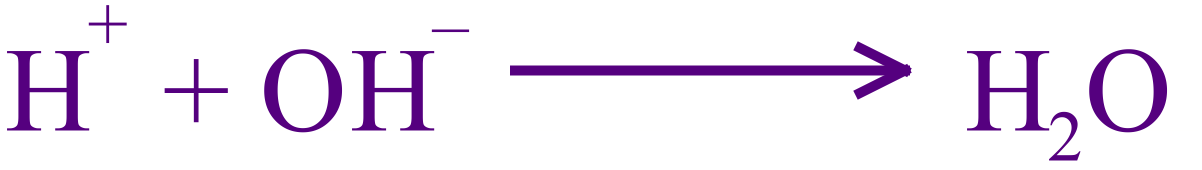 H⁺ + OH⁻ ⟶ H₂O